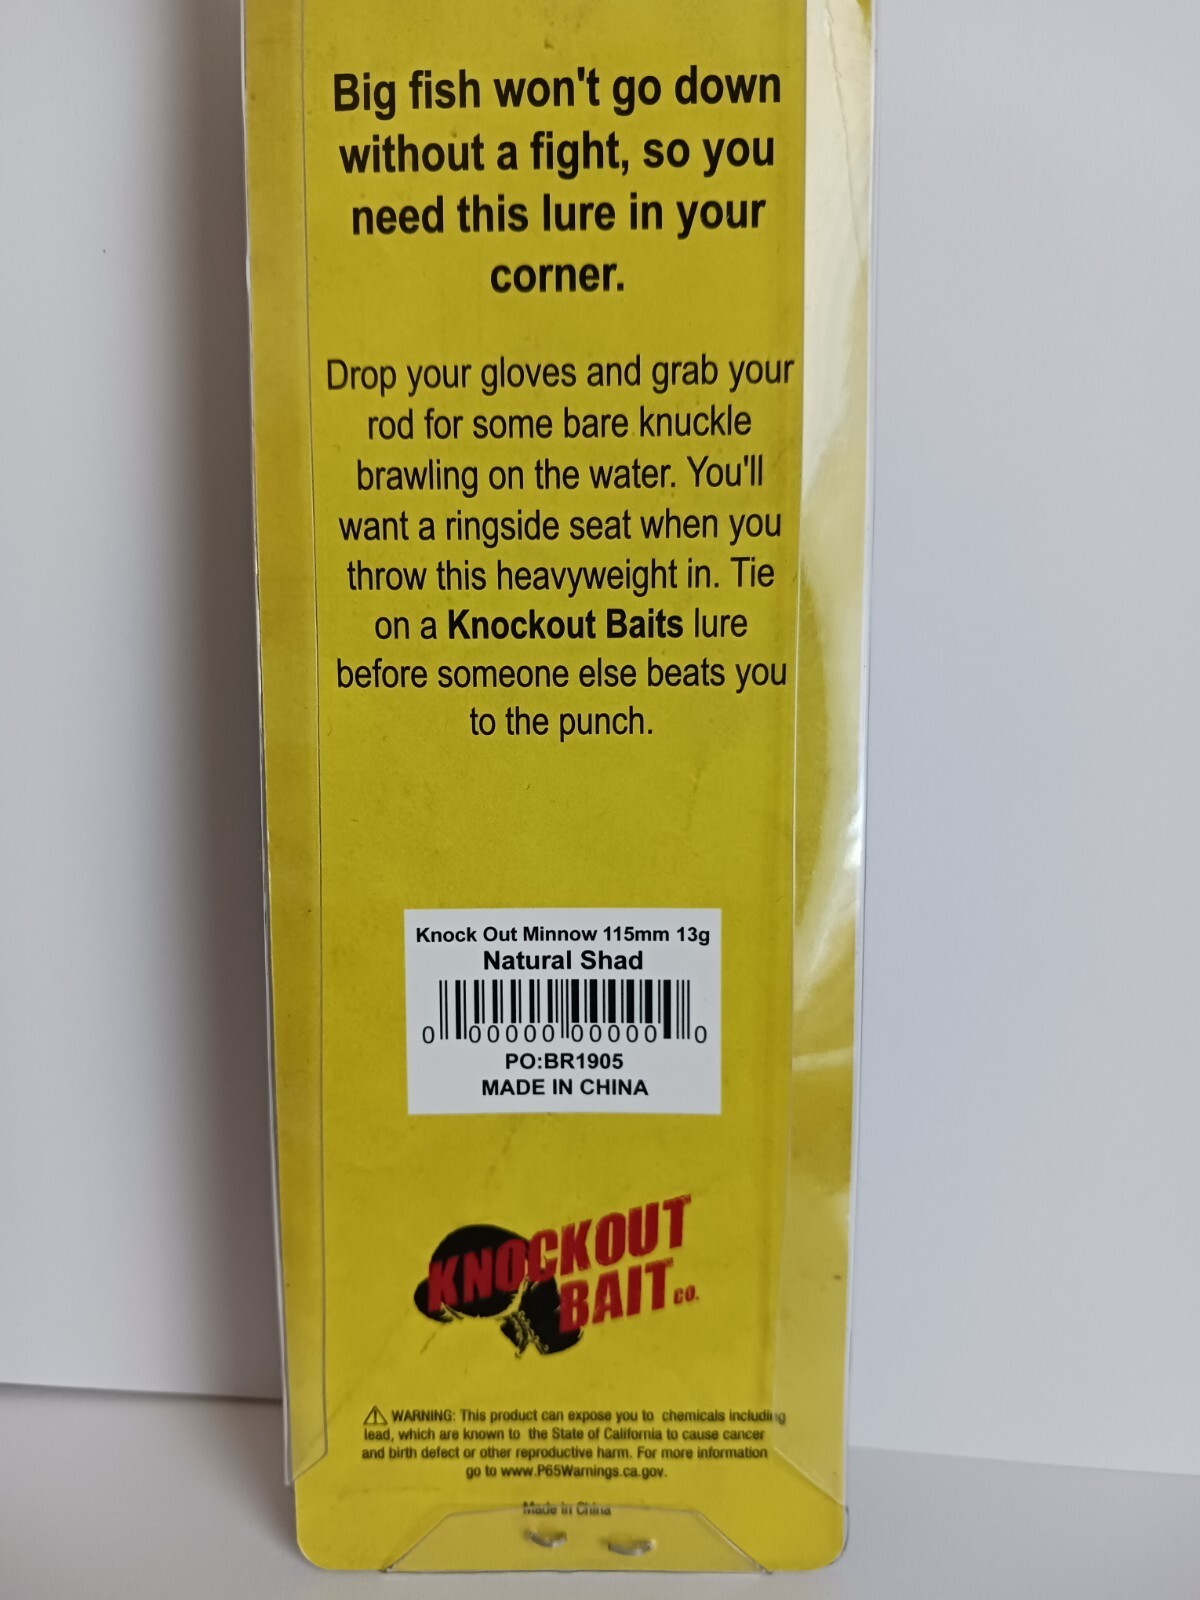 Big fish won't go down
without a fight, so you
need this lure in your
corner.
Drop your gloves and grab your
rod for some bare knuckle
brawling on the water. You'll
want a ringside seat when you
throw this heavyweight in. Tie
on a Knockout Baits lure
before someone else beats you
to the punch.
Knock Out Minnow 115mm 13g
Natural Shad
0 00000 00000 0
PO:BR1905
MADE IN CHINA
KNOCKOUT
BAIT CO.
WARNING: This product can expose you to chemicals including
lead, which are known to the State of California to cause cancer
and birth defect or other reproductive harm. For more information
go to www.P65Warnings.ca.gov.
Made in China